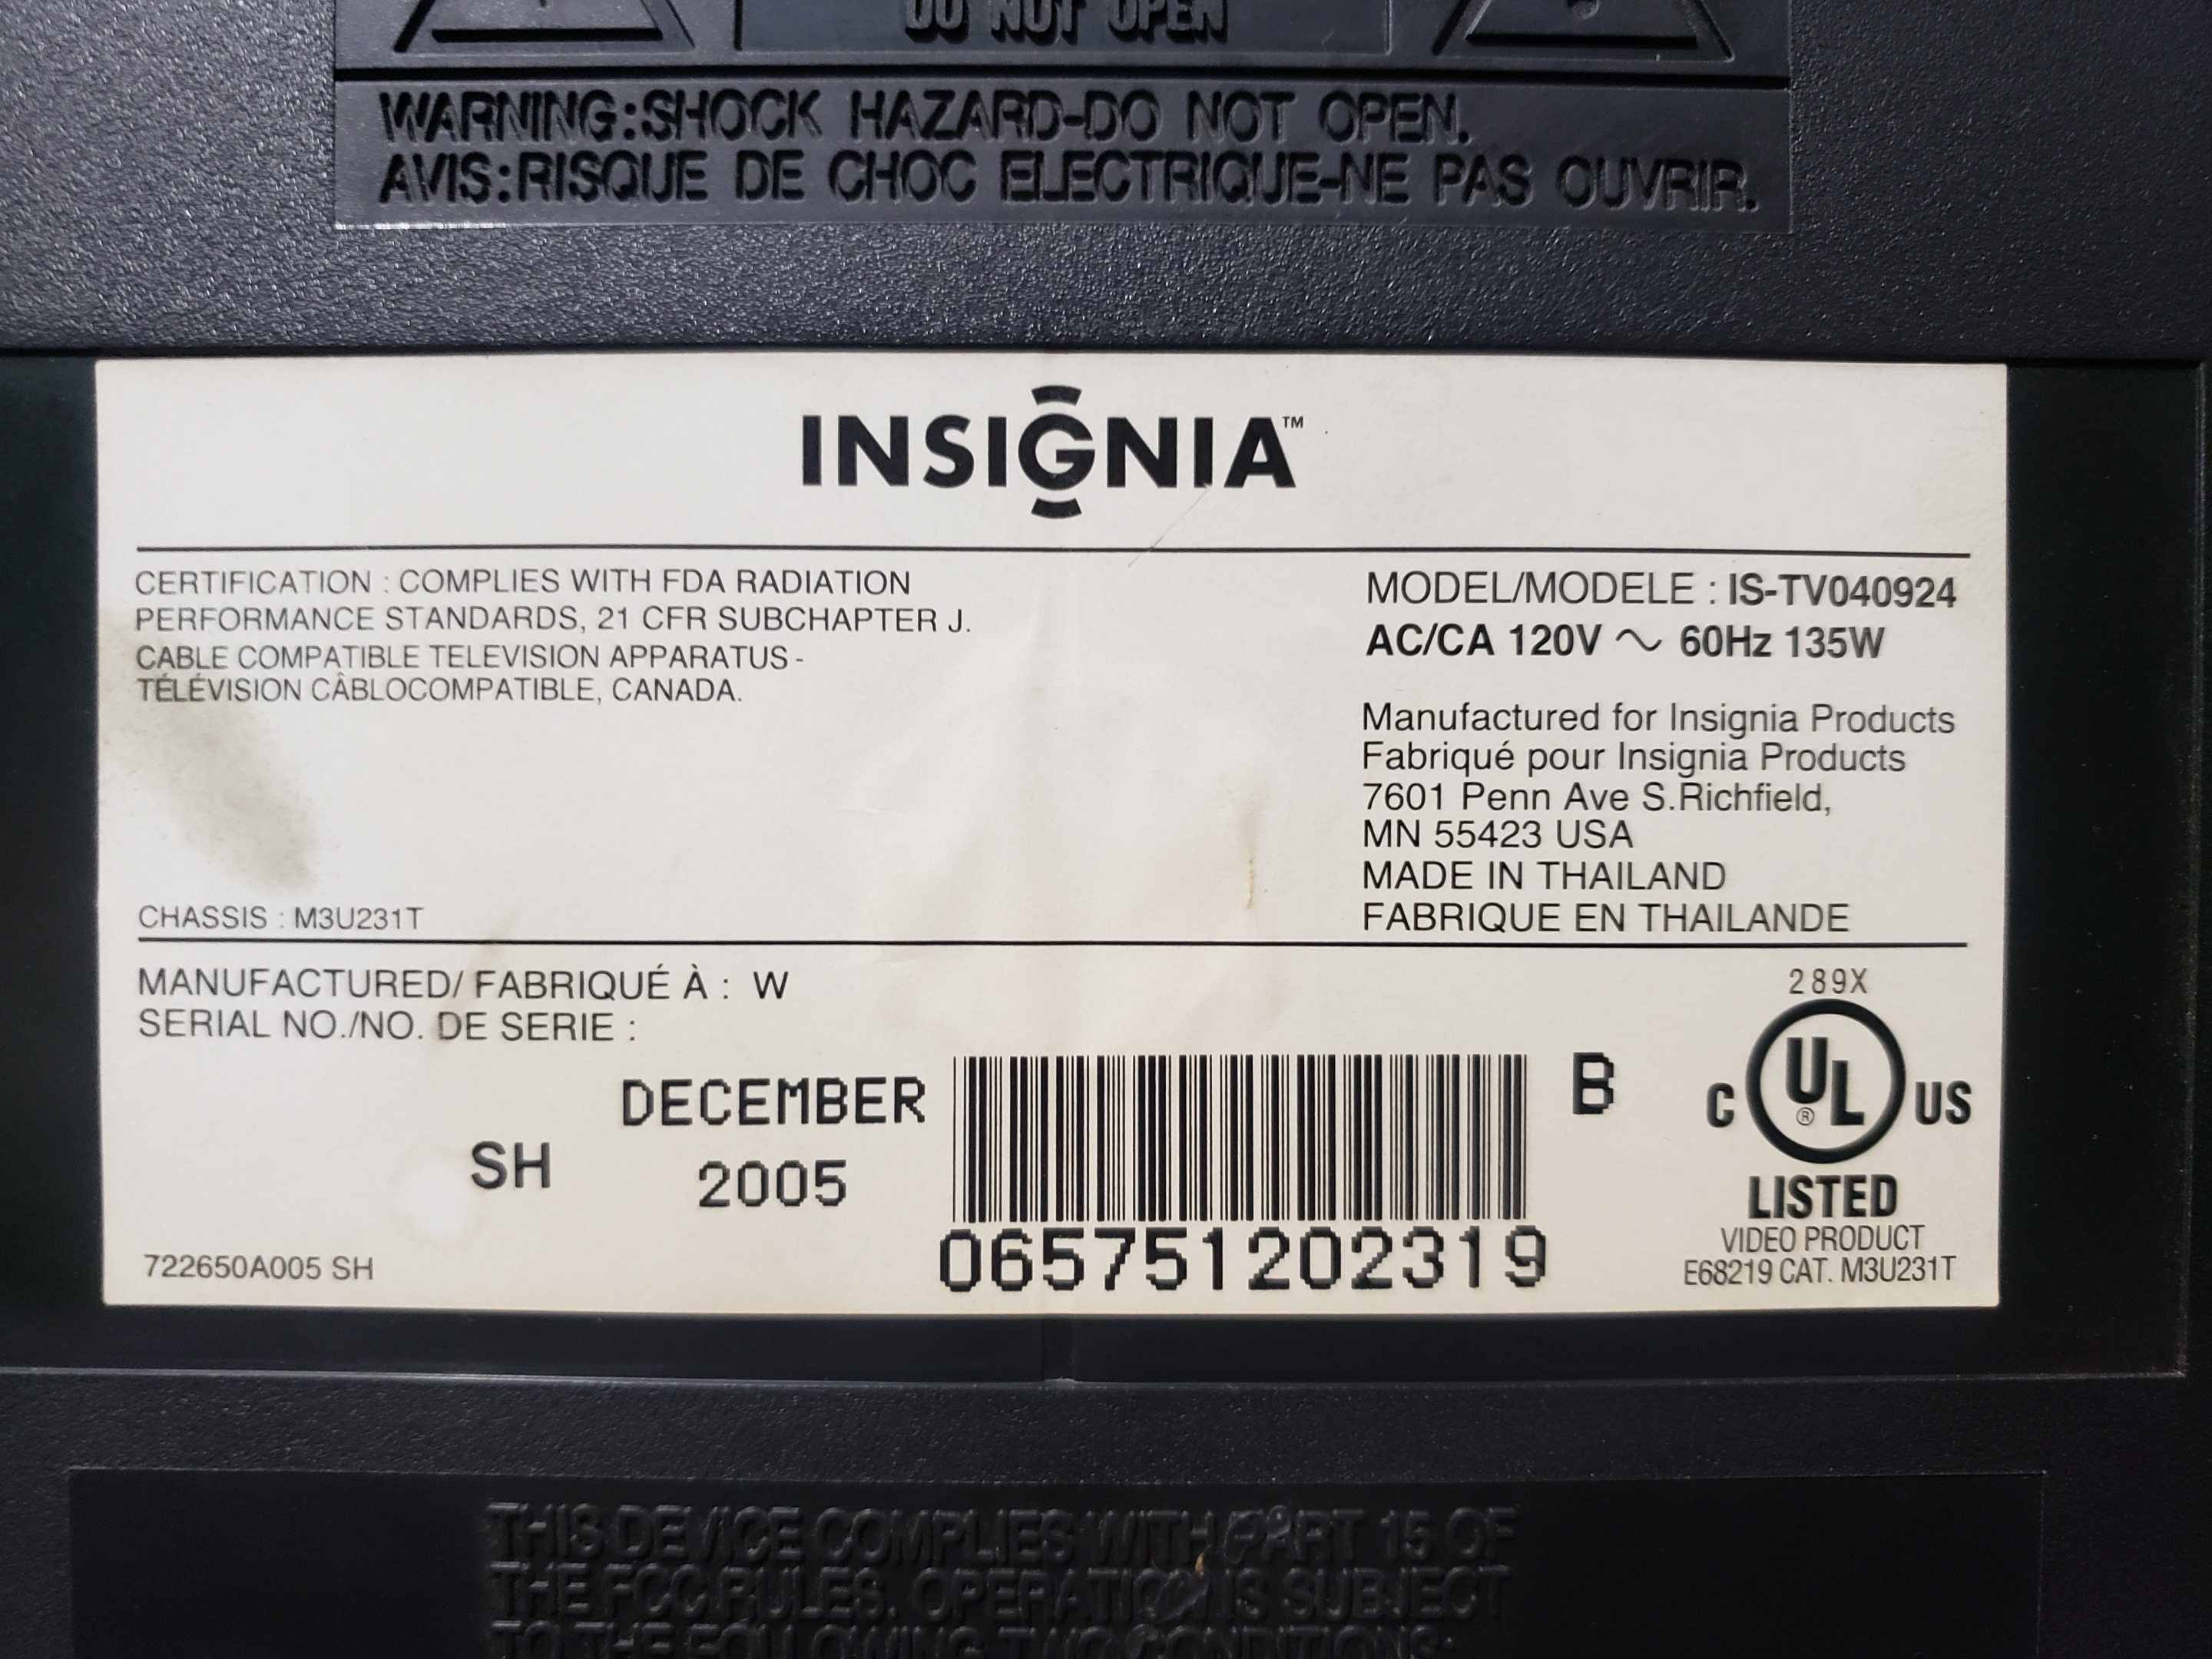 DO NOT OPEN
WARNING:SHOCK HAZARD-DO NOT OPEN.
AVIS:RISQUE DE CHOC ELECTRIQUE-NE PAS OUVRIR.
INSIGNIA™
CERTIFICATION : COMPLIES WITH FDA RADIATION
PERFORMANCE STANDARDS, 21 CFR SUBCHAPTER J.
CABLE COMPATIBLE TELEVISION APPARATUS -
TÉLÉVISION CÂBLOCOMPATIBLE, CANADA.
CHASSIS : M3U231T
MODEL/MODELE : IS-TV040924
AC/CA 120V ~ 60Hz 135W
Manufactured for Insignia Products
Fabriqué pour Insignia Products
7601 Penn Ave S.Richfield,
MN 55423 USA
MADE IN THAILAND
FABRIQUE EN THAILANDE
MANUFACTURED/ FABRIQUÉ À : W
SERIAL NO./NO. DE SERIE :
SH
DECEMBER
2005
722650A005 SH
065751202319
B
289X
C UL® US
LISTED
VIDEO PRODUCT
E68219 CAT. M3U231T
THIS DEVICE COMPLIES WITH PART 15 OF
THE FCC RULES. OPERATION IS SUBJECT
TO THE FOLLOWING TWO CONDITIONS: